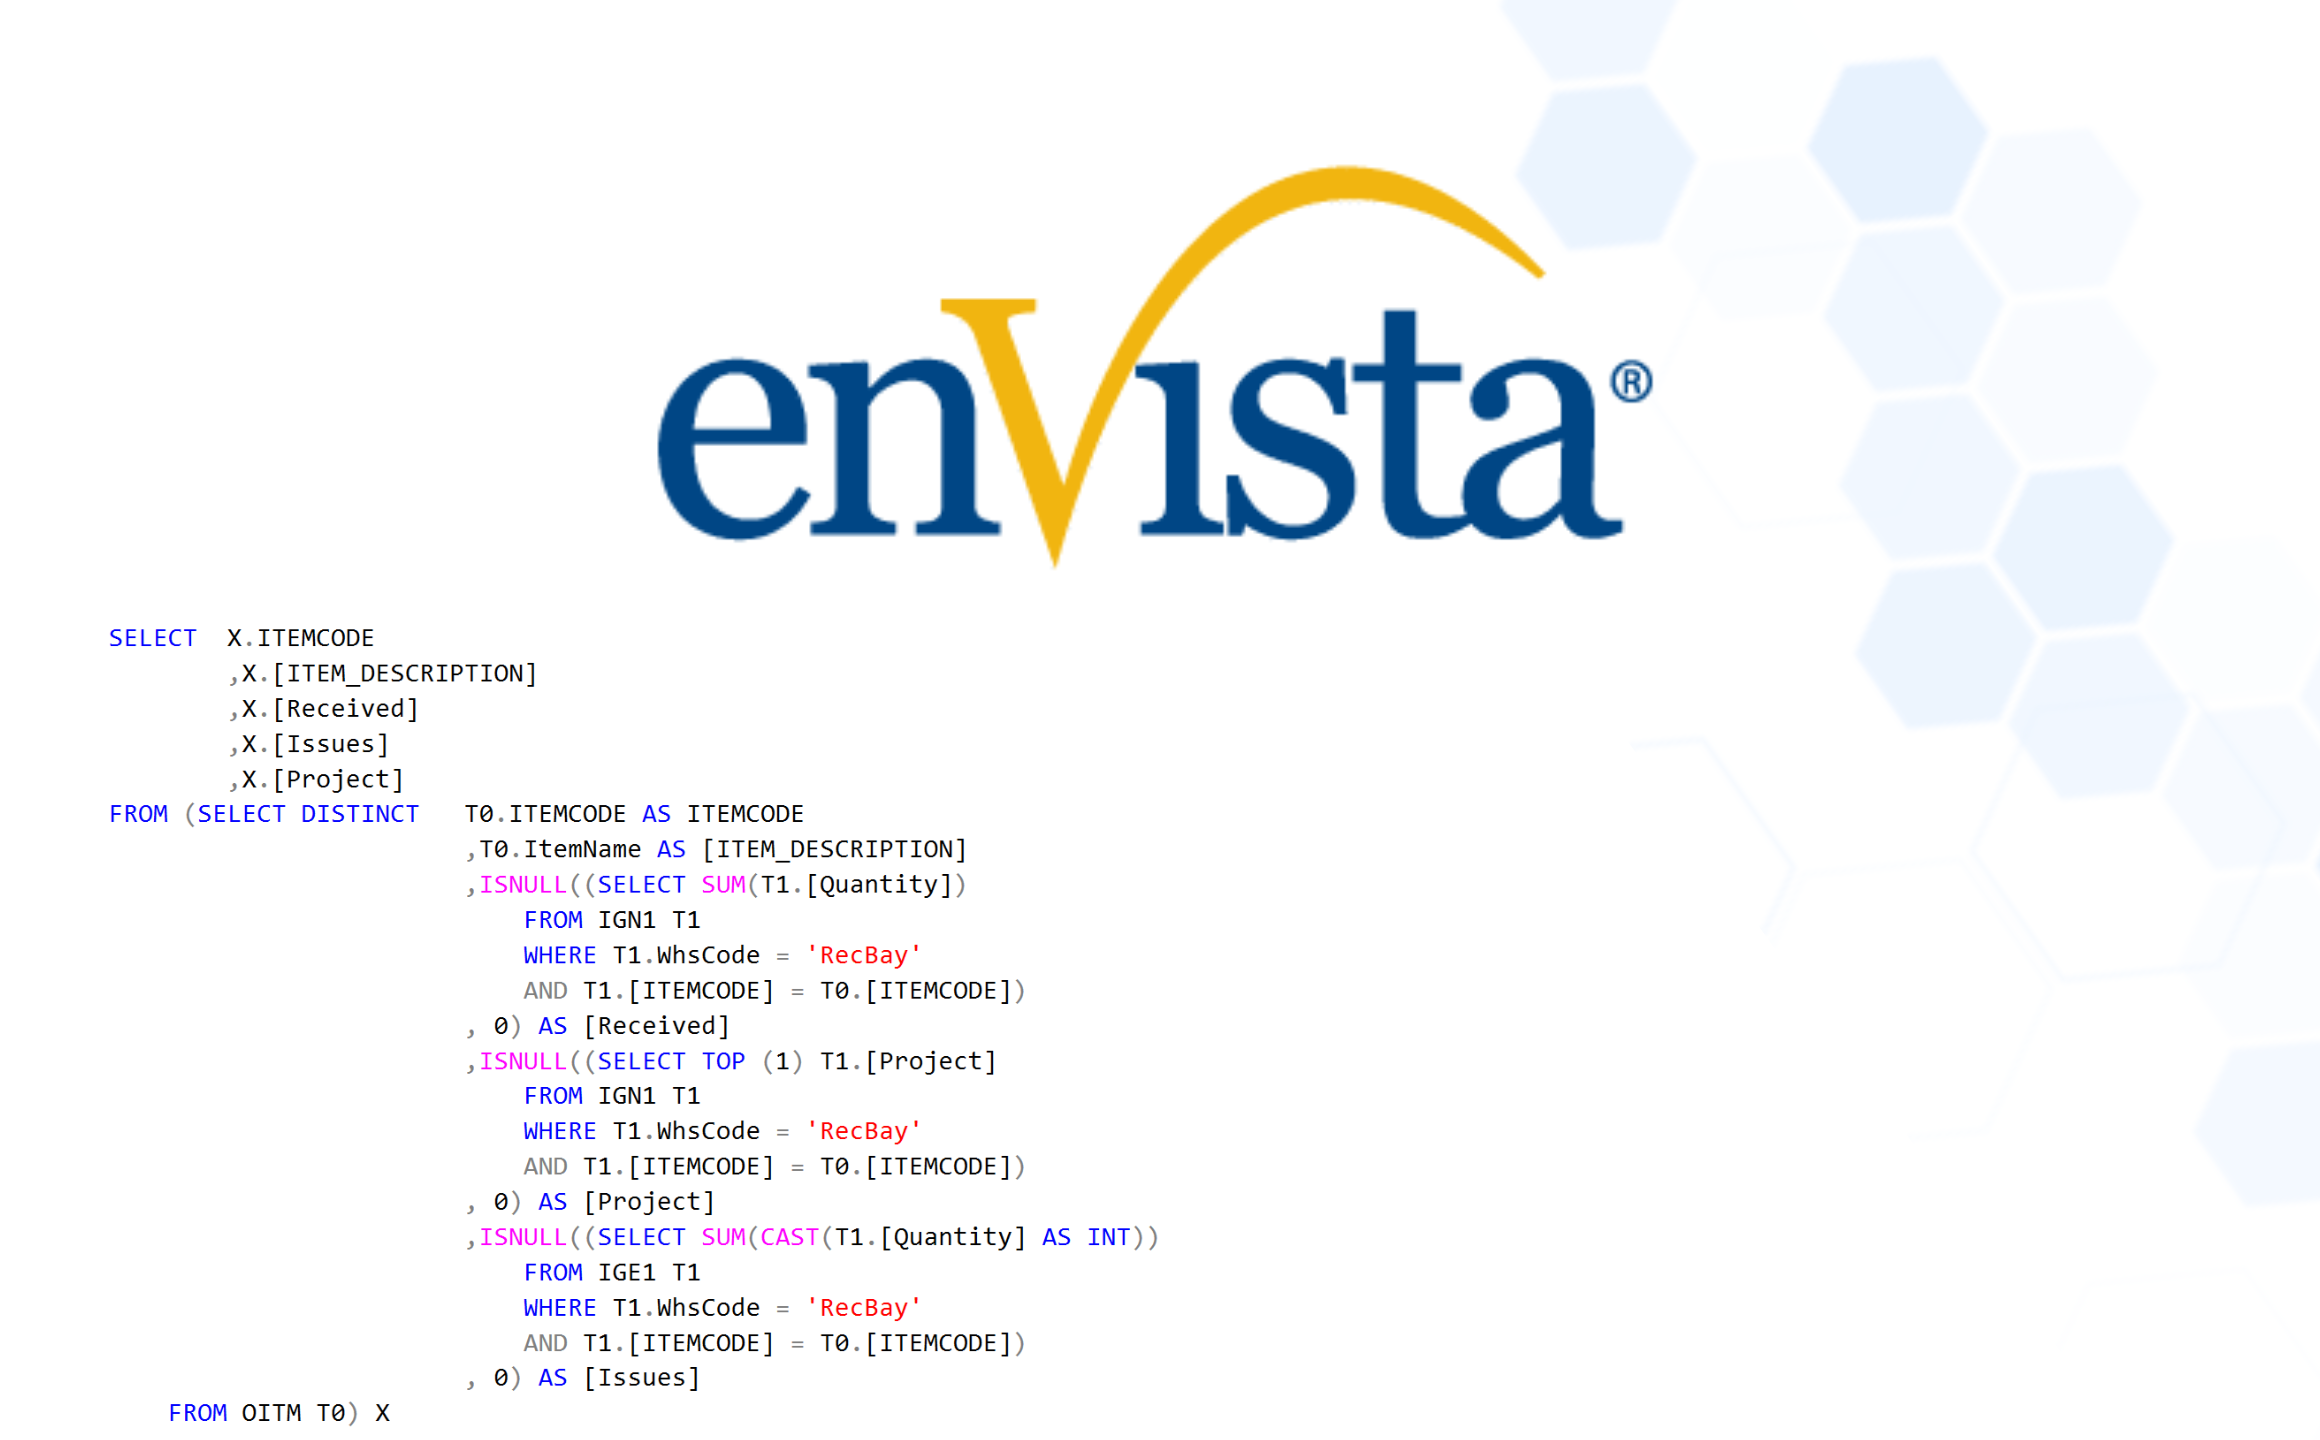 enVista®
SELECT  X.ITEMCODE
        ,X.[ITEM_DESCRIPTION]
        ,X.[Received]
        ,X.[Issues]
        ,X.[Project]
FROM (SELECT DISTINCT   T0.ITEMCODE AS ITEMCODE
                        ,T0.ItemName AS [ITEM_DESCRIPTION]
                        ,ISNULL((SELECT SUM(T1.[Quantity])
                            FROM IGN1 T1
                            WHERE T1.WhsCode = 'RecBay'
                            AND T1.[ITEMCODE] = T0.[ITEMCODE])
                        , 0) AS [Received]
                        ,ISNULL((SELECT TOP (1) T1.[Project]
                            FROM IGN1 T1
                            WHERE T1.WhsCode = 'RecBay'
                            AND T1.[ITEMCODE] = T0.[ITEMCODE])
                        , 0) AS [Project]
                        ,ISNULL((SELECT SUM(CAST(T1.[Quantity] AS INT))
                            FROM IGE1 T1
                            WHERE T1.WhsCode = 'RecBay'
                            AND T1.[ITEMCODE] = T0.[ITEMCODE])
                        , 0) AS [Issues]
    FROM OITM T0) X